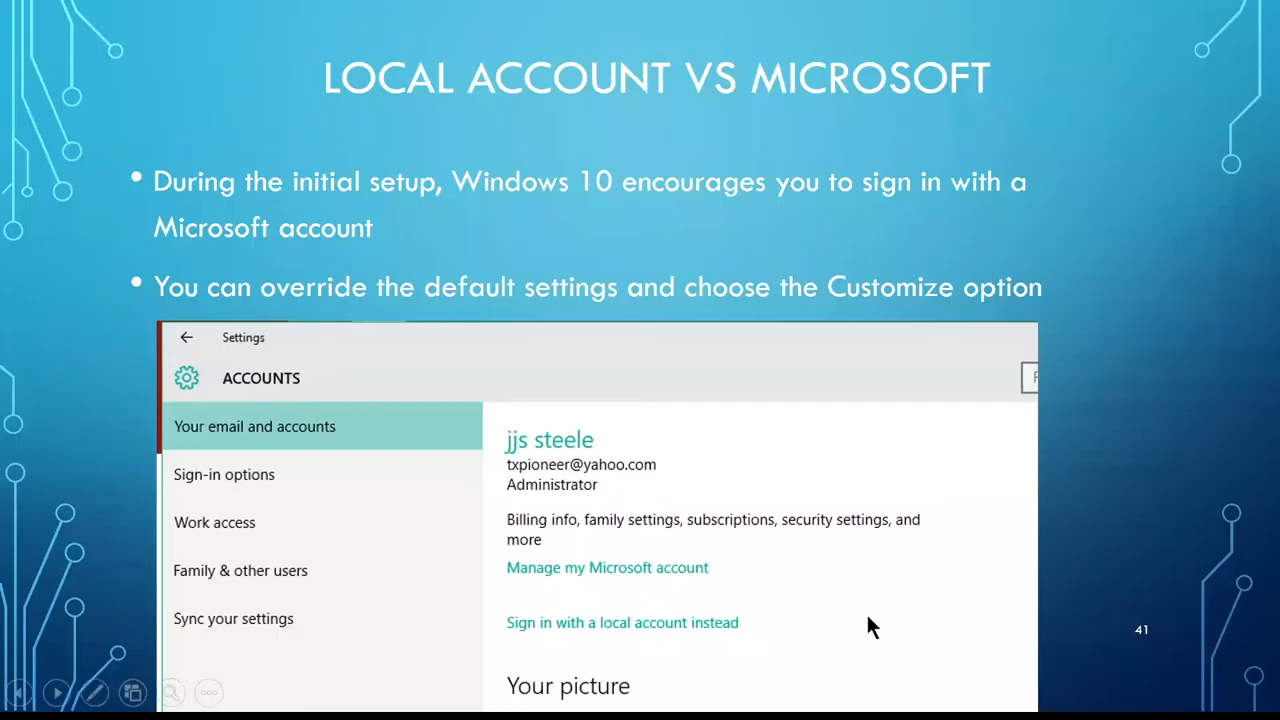 LOCAL ACCOUNT VS MICROSOFT
• During the initial setup, Windows 10 encourages you to sign in with a
Microsoft account
• You can override the default settings and choose the Customize option
Settings
ACCOUNTS
Your email and accounts
Sign-in options
Work access
Family & other users
Sync your settings
jjs steele
txpioneer@yahoo.com
Administrator
Billing info, family settings, subscriptions, security settings, and
more
Manage my Microsoft account
Sign in with a local account instead
Your picture
41